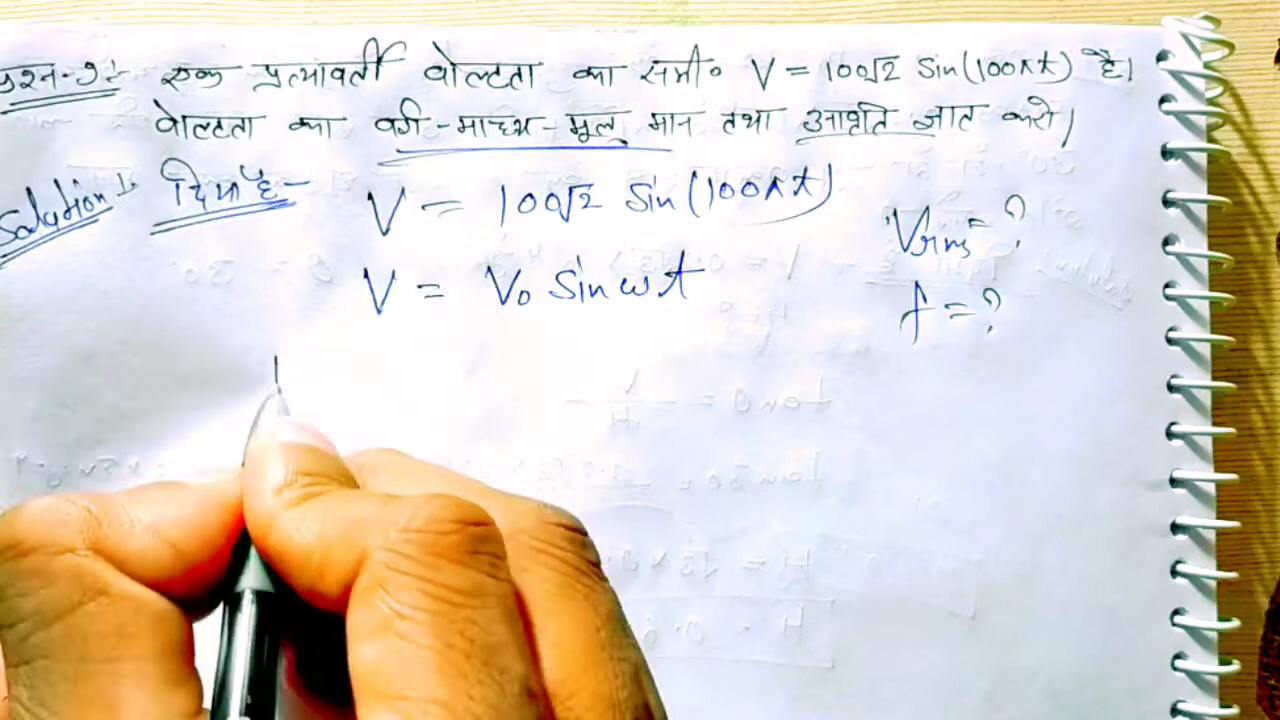 प्रश्न-9:- एक प्रत्यावर्ती वोल्टता का समी० V = 100√2 Sin(100πt) है।
वोल्टता का वर्ग-माध्य-मूल मान तथा आवृति ज्ञात करो।
Solution:- दिया है- V = 100√2 Sin(100πt)
Vrms = ?
V = V₀ Sin ωt
f = ?